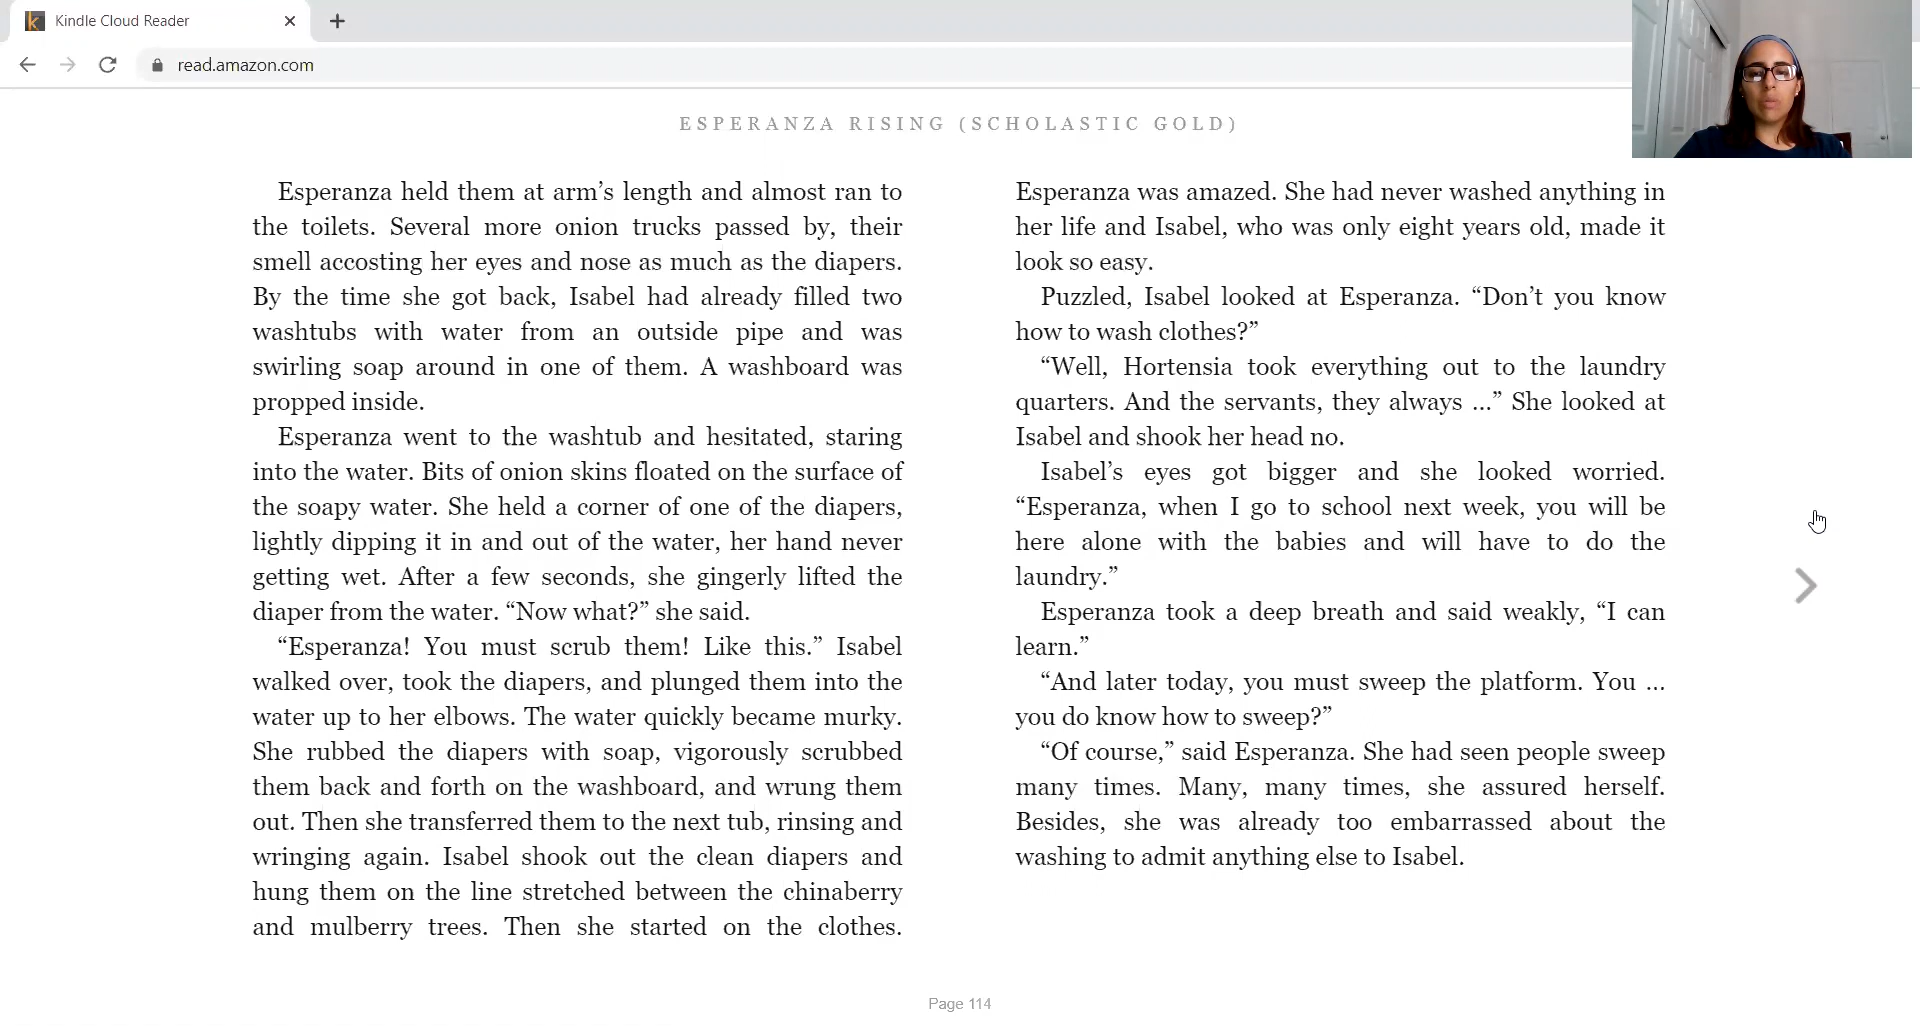 Kindle Cloud Reader
read.amazon.com
ESPERANZA RISING (SCHOLASTIC GOLD)
Esperanza held them at arm’s length and almost ran to
the toilets. Several more onion trucks passed by, their
smell accosting her eyes and nose as much as the diapers.
By the time she got back, Isabel had already filled two
washtubs with water from an outside pipe and was
swirling soap around in one of them. A washboard was
propped inside.
Esperanza went to the washtub and hesitated, staring
into the water. Bits of onion skins floated on the surface of
the soapy water. She held a corner of one of the diapers,
lightly dipping it in and out of the water, her hand never
getting wet. After a few seconds, she gingerly lifted the
diaper from the water. “Now what?” she said.
“Esperanza! You must scrub them! Like this.” Isabel
walked over, took the diapers, and plunged them into the
water up to her elbows. The water quickly became murky.
She rubbed the diapers with soap, vigorously scrubbed
them back and forth on the washboard, and wrung them
out. Then she transferred them to the next tub, rinsing and
wringing again. Isabel shook out the clean diapers and
hung them on the line stretched between the chinaberry
and mulberry trees. Then she started on the clothes.
Esperanza was amazed. She had never washed anything in
her life and Isabel, who was only eight years old, made it
look so easy.
Puzzled, Isabel looked at Esperanza. “Don’t you know
how to wash clothes?”
“Well, Hortensia took everything out to the laundry
quarters. And the servants, they always ...” She looked at
Isabel and shook her head no.
Isabel’s eyes got bigger and she looked worried.
“Esperanza, when I go to school next week, you will be
here alone with the babies and will have to do the
laundry.”
Esperanza took a deep breath and said weakly, “I can
learn.”
“And later today, you must sweep the platform. You ...
you do know how to sweep?”
“Of course,” said Esperanza. She had seen people sweep
many times. Many, many times, she assured herself.
Besides, she was already too embarrassed about the
washing to admit anything else to Isabel.
Page 114